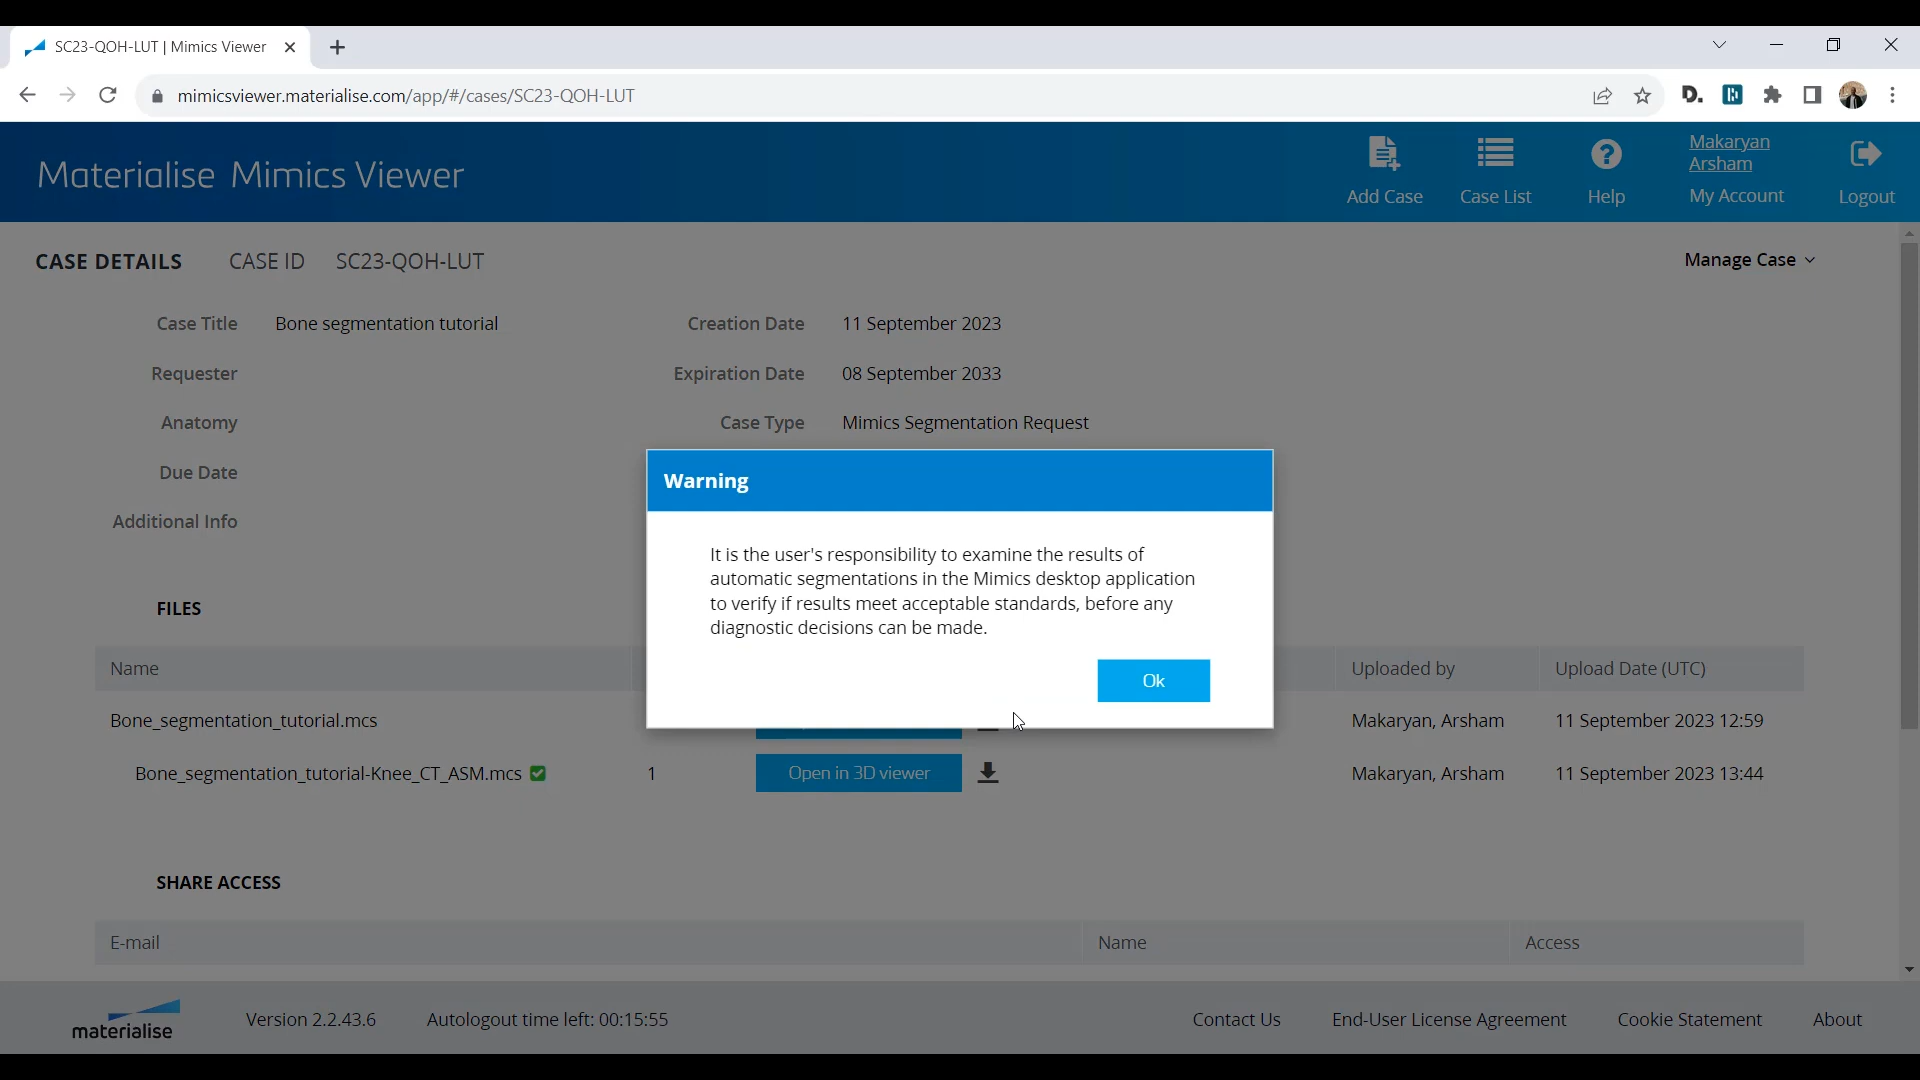 SC23-QOH-LUT | Mimics Viewer
mimicsviewer.materialise.com/app/#/cases/SC23-QOH-LUT
D.
Materialise Mimics Viewer
Add Case
Case List
Help
Makaryan
Arsham
My Account
Logout
CASE DETAILS CASE ID SC23-QOH-LUT
Manage Case
Case Title Bone segmentation tutorial
Creation Date 11 September 2023
Requester
Expiration Date 08 September 2033
Anatomy
Case Type Mimics Segmentation Request
Due Date
Additional Info
Warning
It is the user's responsibility to examine the results of
automatic segmentations in the Mimics desktop application
to verify if results meet acceptable standards, before any
diagnostic decisions can be made.
Ok
FILES
Name Uploaded by Upload Date (UTC)
Bone_segmentation_tutorial.mcs Makaryan, Arsham 11 September 2023 12:59
Bone_segmentation_tutorial-Knee_CT_ASM.mcs 1 Open in 3D viewer Makaryan, Arsham 11 September 2023 13:44
SHARE ACCESS
E-mail Name Access
materialise
Version 2.2.43.6
Autologout time left: 00:15:55
Contact Us
End-User License Agreement
Cookie Statement
About